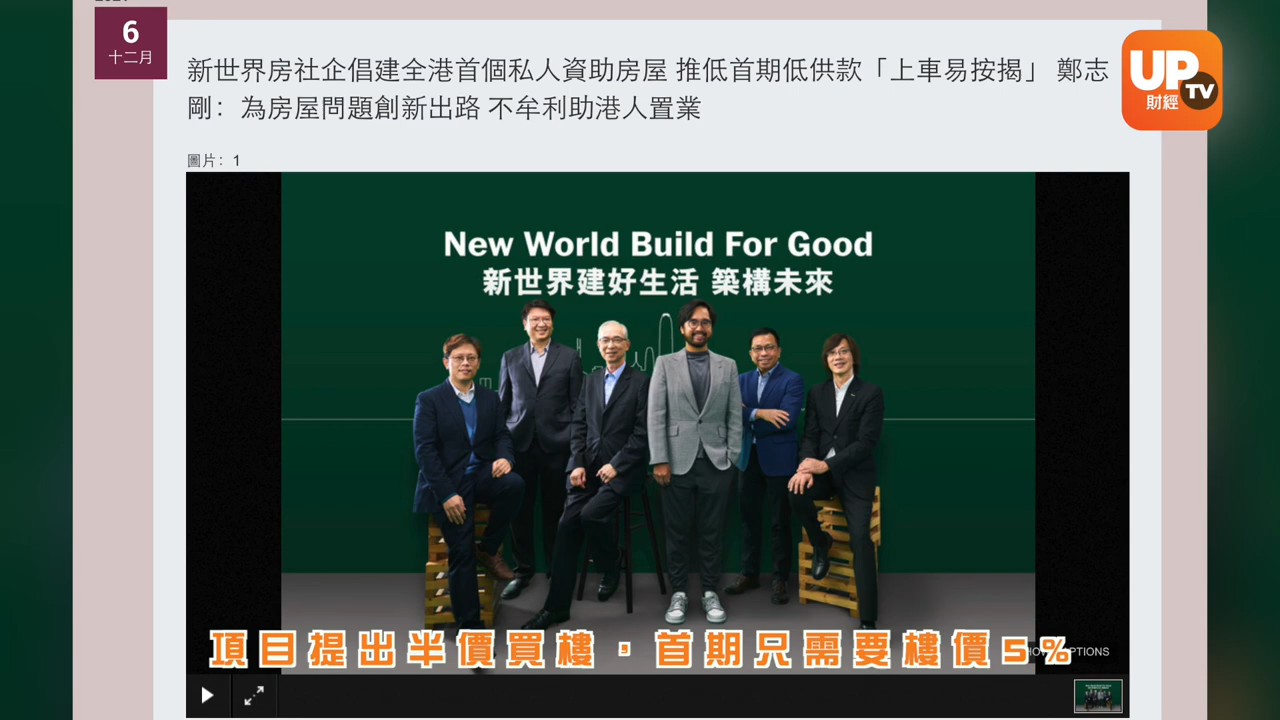 6
十二月
新世界房社企倡建全港首個私人資助房屋 推低首期低供款「上車易按揭」 鄭志
剛：為房屋問題創新出路 不牟利助港人置業
UP
財經
TV
圖片：1
New World Build For Good
新世界建好生活 築構未來
項目提出半價買樓，首期只需要樓價5%